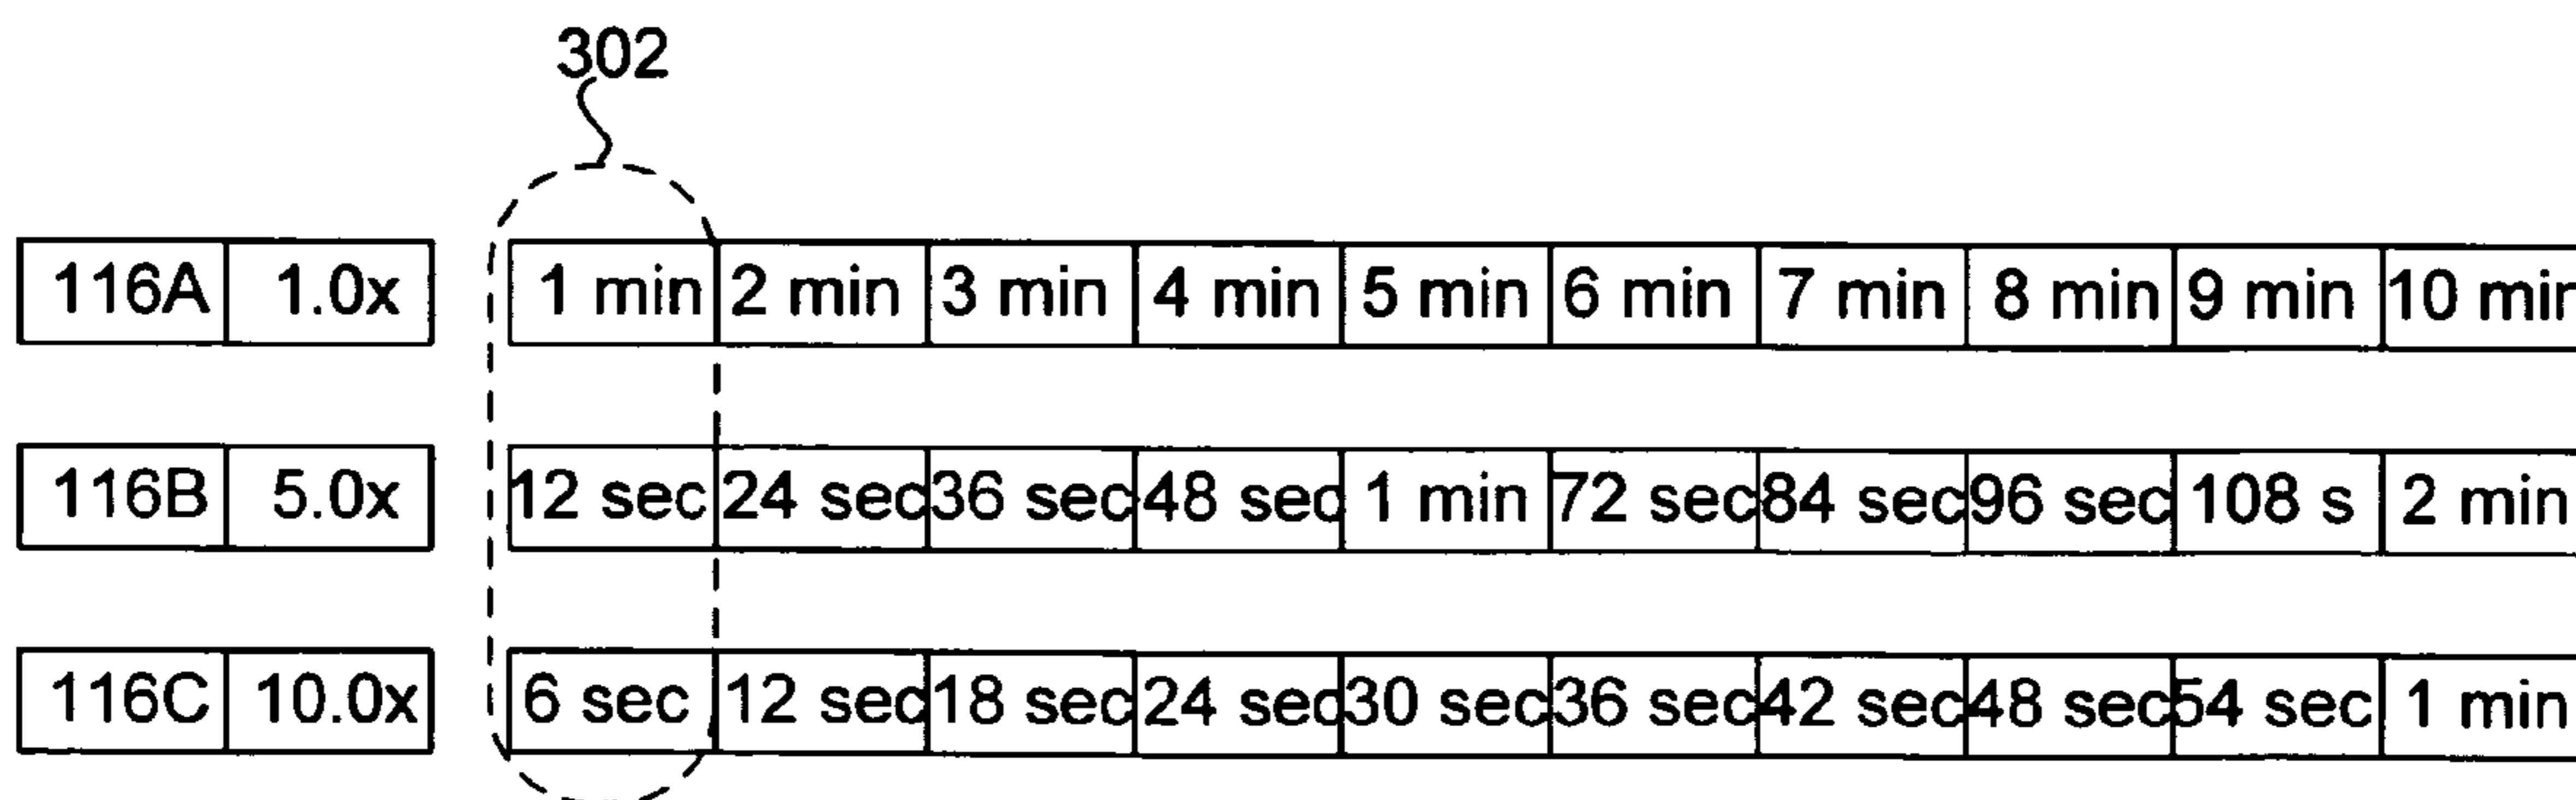 302
116A 1.0x 1 min 2 min 3 min 4 min 5 min 6 min 7 min 8 min 9 min 10 min
116B 5.0x 12 sec 24 sec 36 sec 48 sec 1 min 72 sec 84 sec 96 sec 108 s 2 min
116C 10.0x 6 sec 12 sec 18 sec 24 sec 30 sec 36 sec 42 sec 48 sec 54 sec 1 min